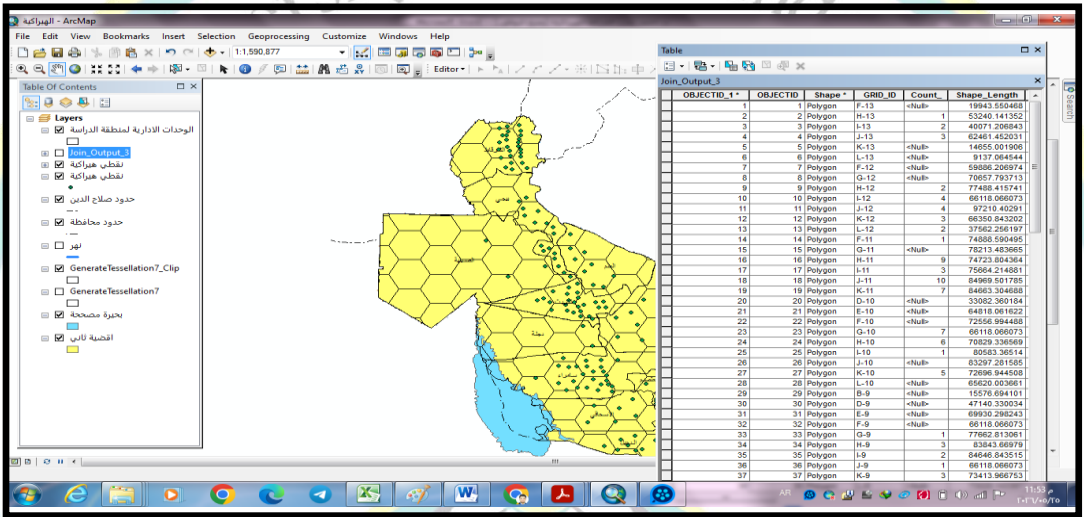 الهيراكية - ArcMap
File Edit View Bookmarks Insert Selection Geoprocessing Customize Windows Help
1:1,590,877
Editor
Table Of Contents
Layers
الوحدات الادارية لمنطقة الدراسة
Join_Output_3
نقطي هيراكية
نقطي هيراكية
حدود صلاح الدين
حدود محافظة
نهر
GenerateTessellation7_Clip
GenerateTessellation7
بحيرة مصححة
اقضية ثاني
Table
Join_Output_3
Search
OBJECTID_1 * OBJECTID Shape * GRID_ID Count_ Shape_Length
1 1 Polygon F-13 <Null> 19943.550468
2 2 Polygon H-13 1 53240.141352
3 3 Polygon I-13 2 40071.206843
4 4 Polygon J-13 3 62461.452031
5 5 Polygon K-13 <Null> 14655.001906
6 6 Polygon L-13 <Null> 9137.064544
7 7 Polygon F-12 <Null> 59886.206974
8 8 Polygon G-12 <Null> 70657.793713
9 9 Polygon H-12 2 77488.415741
10 10 Polygon I-12 4 66118.066073
11 11 Polygon J-12 4 97210.40291
12 12 Polygon K-12 3 66350.843202
13 13 Polygon L-12 2 37562.256197
14 14 Polygon F-11 1 74888.590495
15 15 Polygon G-11 <Null> 78213.483665
16 16 Polygon H-11 9 74723.804364
17 17 Polygon I-11 3 75664.214881
18 18 Polygon J-11 10 84969.501785
19 19 Polygon K-11 7 84663.304688
20 20 Polygon D-10 <Null> 33082.360184
21 21 Polygon E-10 <Null> 64818.061622
22 22 Polygon F-10 <Null> 72556.994488
23 23 Polygon G-10 7 66118.066073
24 24 Polygon H-10 6 70829.336569
25 25 Polygon I-10 1 80583.36514
26 26 Polygon J-10 <Null> 83297.281585
27 27 Polygon K-10 5 72696.944508
28 28 Polygon L-10 <Null> 65620.003661
29 29 Polygon B-9 <Null> 15576.694101
30 30 Polygon D-9 <Null> 47140.330034
31 31 Polygon E-9 <Null> 69930.298243
32 32 Polygon F-9 <Null> 66118.066073
33 33 Polygon G-9 1 77662.813061
34 34 Polygon H-9 3 83843.66979
35 35 Polygon I-9 2 84646.843515
36 36 Polygon J-9 1 66118.066073
37 37 Polygon K-9 3 73413.966753
AR
11:53 م
٢٠٢٦/٠٥/٢٥